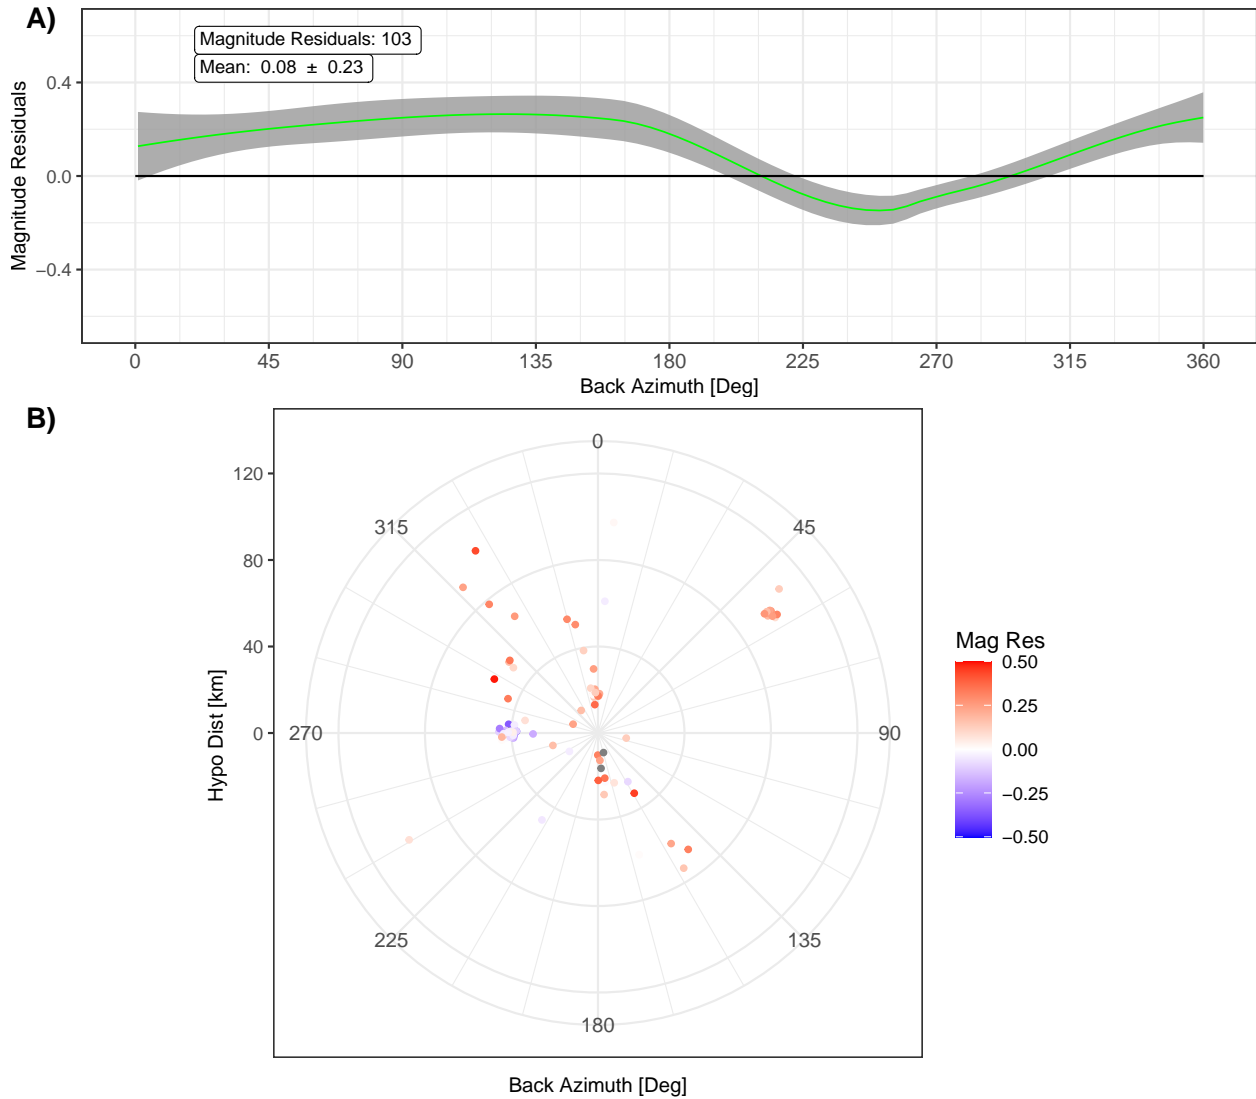 A)
Magnitude Residuals: 103
Mean:  0.08  ±  0.23
Magnitude Residuals
0.4
0.0
−0.4
0 45 90 135 180 225 270 315 360
Back Azimuth [Deg]
B)
Hypo Dist [km]
120
80
40
0
0
45
90
135
180
225
270
315
Back Azimuth [Deg]
Mag Res
0.50
0.25
0.00
−0.25
−0.50